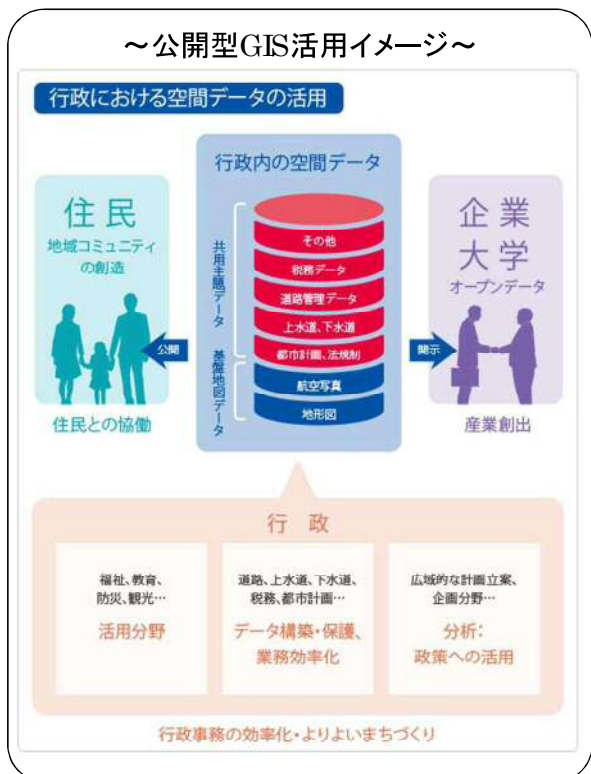 ～公開型GIS活用イメージ～
行政における空間データの活用
行政内の空間データ
住民
地域コミュニティ
の創造
公開
住民との協働
共用主題データ
その他
税務データ
道路管理データ
上水道、下水道
都市計画、法規制
基盤地図データ
航空写真
地形図
企業
大学
オープンデータ
開示
産業創出
行政
福祉、教育、
防災、観光…
活用分野
道路、上水道、下水道、
税務、都市計画…
データ構築・保護、
業務効率化
広域的な計画立案、
企画分野…
分析：
政策への活用
行政事務の効率化・よりよいまちづくり